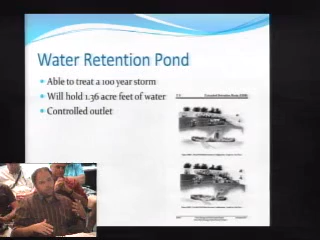 Water Retention Pond
Able to treat a 100 year storm
Will hold 1.36 acre feet of water
Controlled outlet